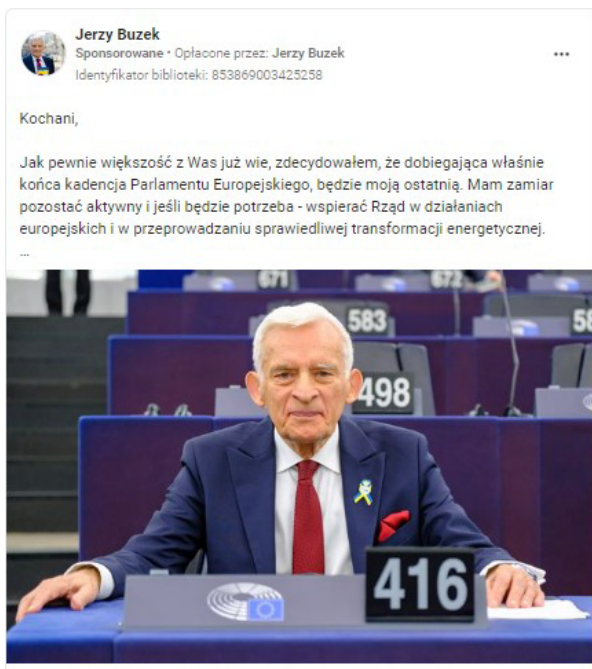 Jerzy Buzek
Sponsorowane • Opłacone przez: Jerzy Buzek
Identyfikator biblioteki: 853869003425258
Kochani,
Jak pewnie większość z Was już wie, zdecydowałem, że dobiegająca właśnie
końca kadencja Parlamentu Europejskiego, będzie moją ostatnią. Mam zamiar
pozostać aktywny i jeśli będzie potrzeba - wspierać Rząd w działaniach
europejskich i w przeprowadzaniu sprawiedliwej transformacji energetycznej.
...
671
672
583
58
498
416